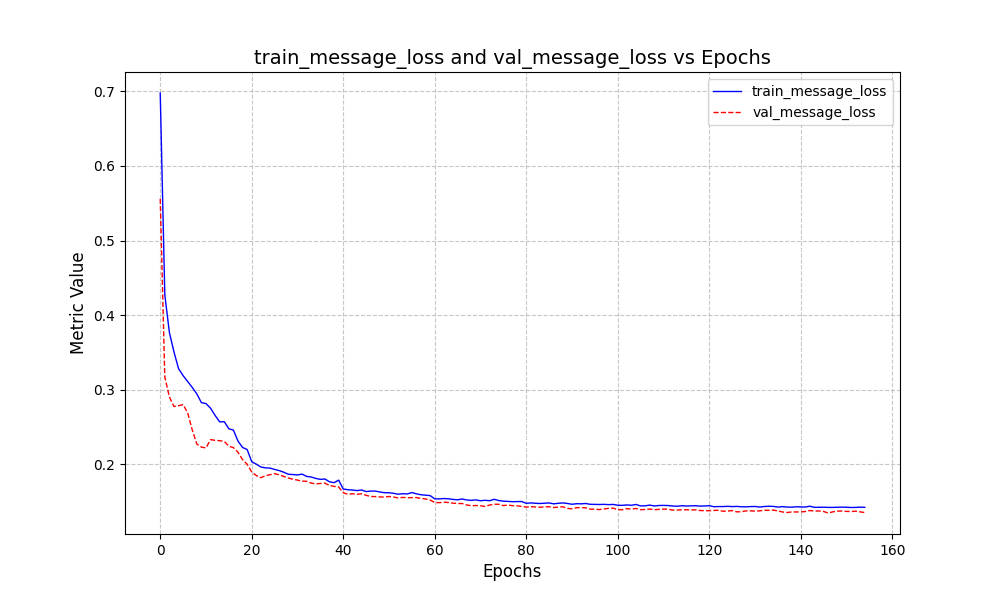 train_message_loss and val_message_loss vs Epochs
train_message_loss
val_message_loss
Metric Value
0.7
0.6
0.5
0.4
0.3
0.2
0 20 40 60 80 100 120 140 160
Epochs